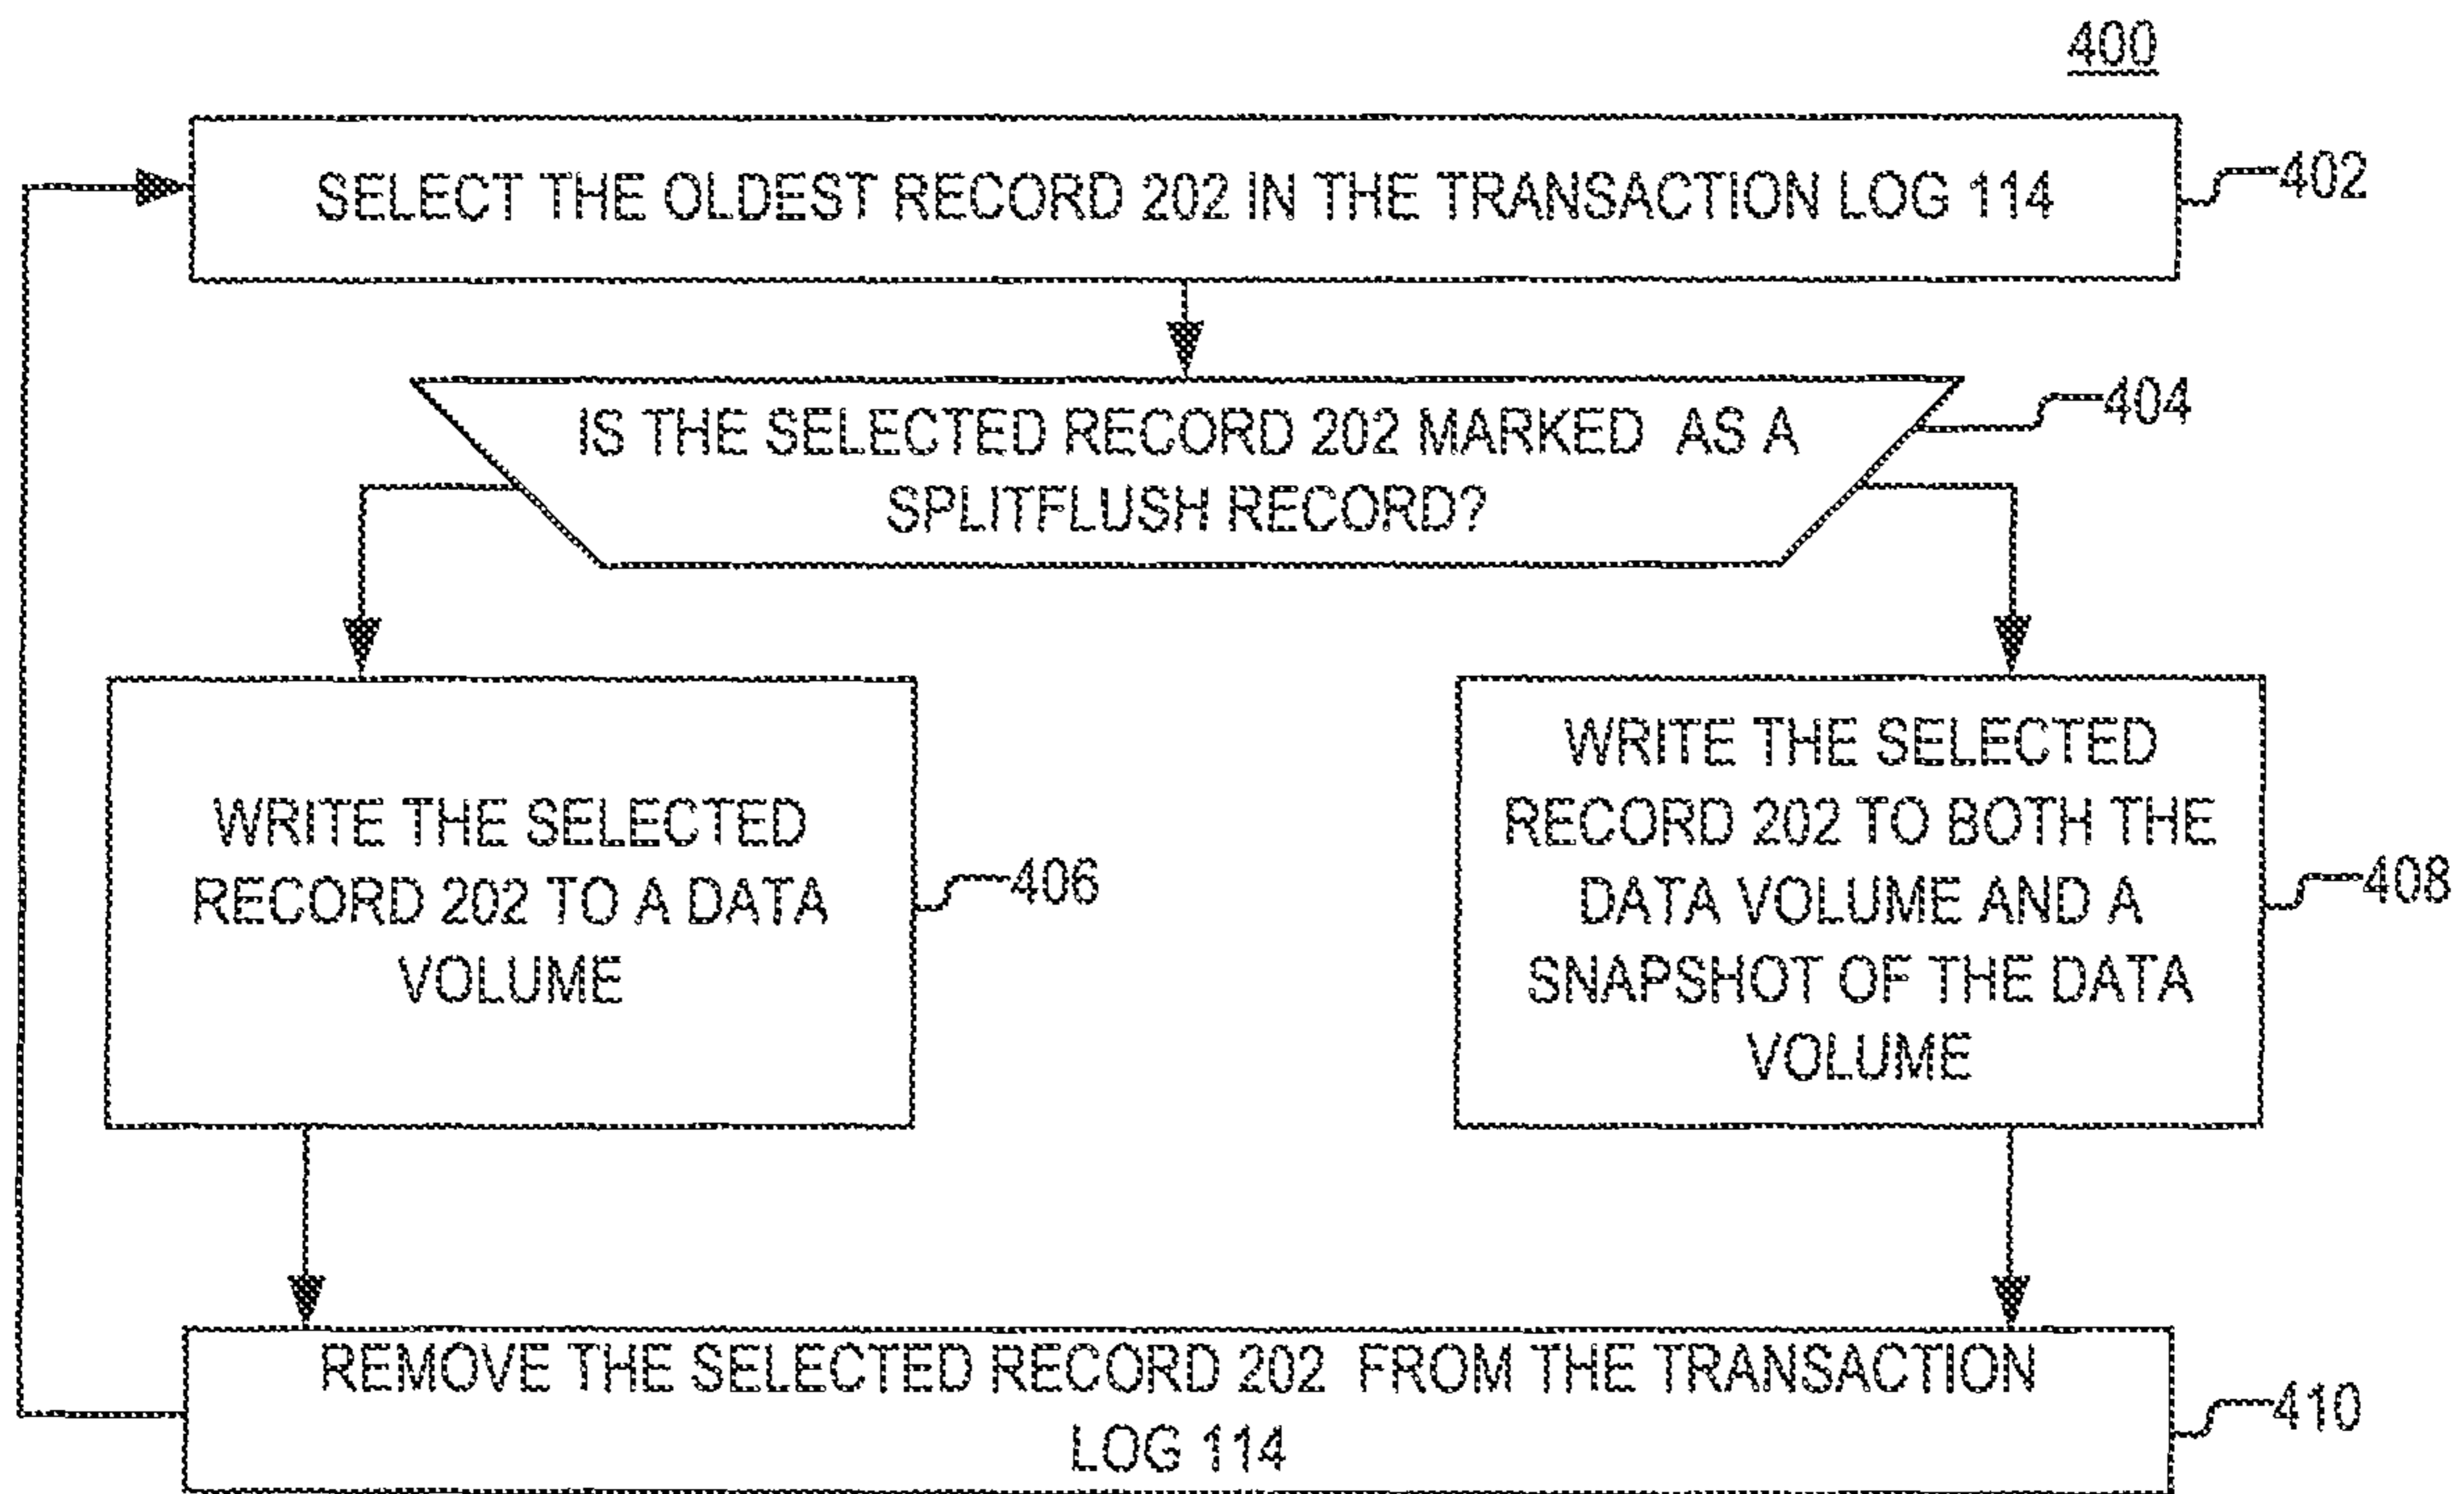 400
SELECT THE OLDEST RECORD 202 IN THE TRANSACTION LOG 114
402
IS THE SELECTED RECORD 202 MARKED AS A
SPLITFLUSH RECORD?
404
WRITE THE SELECTED
RECORD 202 TO A DATA
VOLUME
406
WRITE THE SELECTED
RECORD 202 TO BOTH THE
DATA VOLUME AND A
SNAPSHOT OF THE DATA
VOLUME
408
REMOVE THE SELECTED RECORD 202 FROM THE TRANSACTION
LOG 114
410